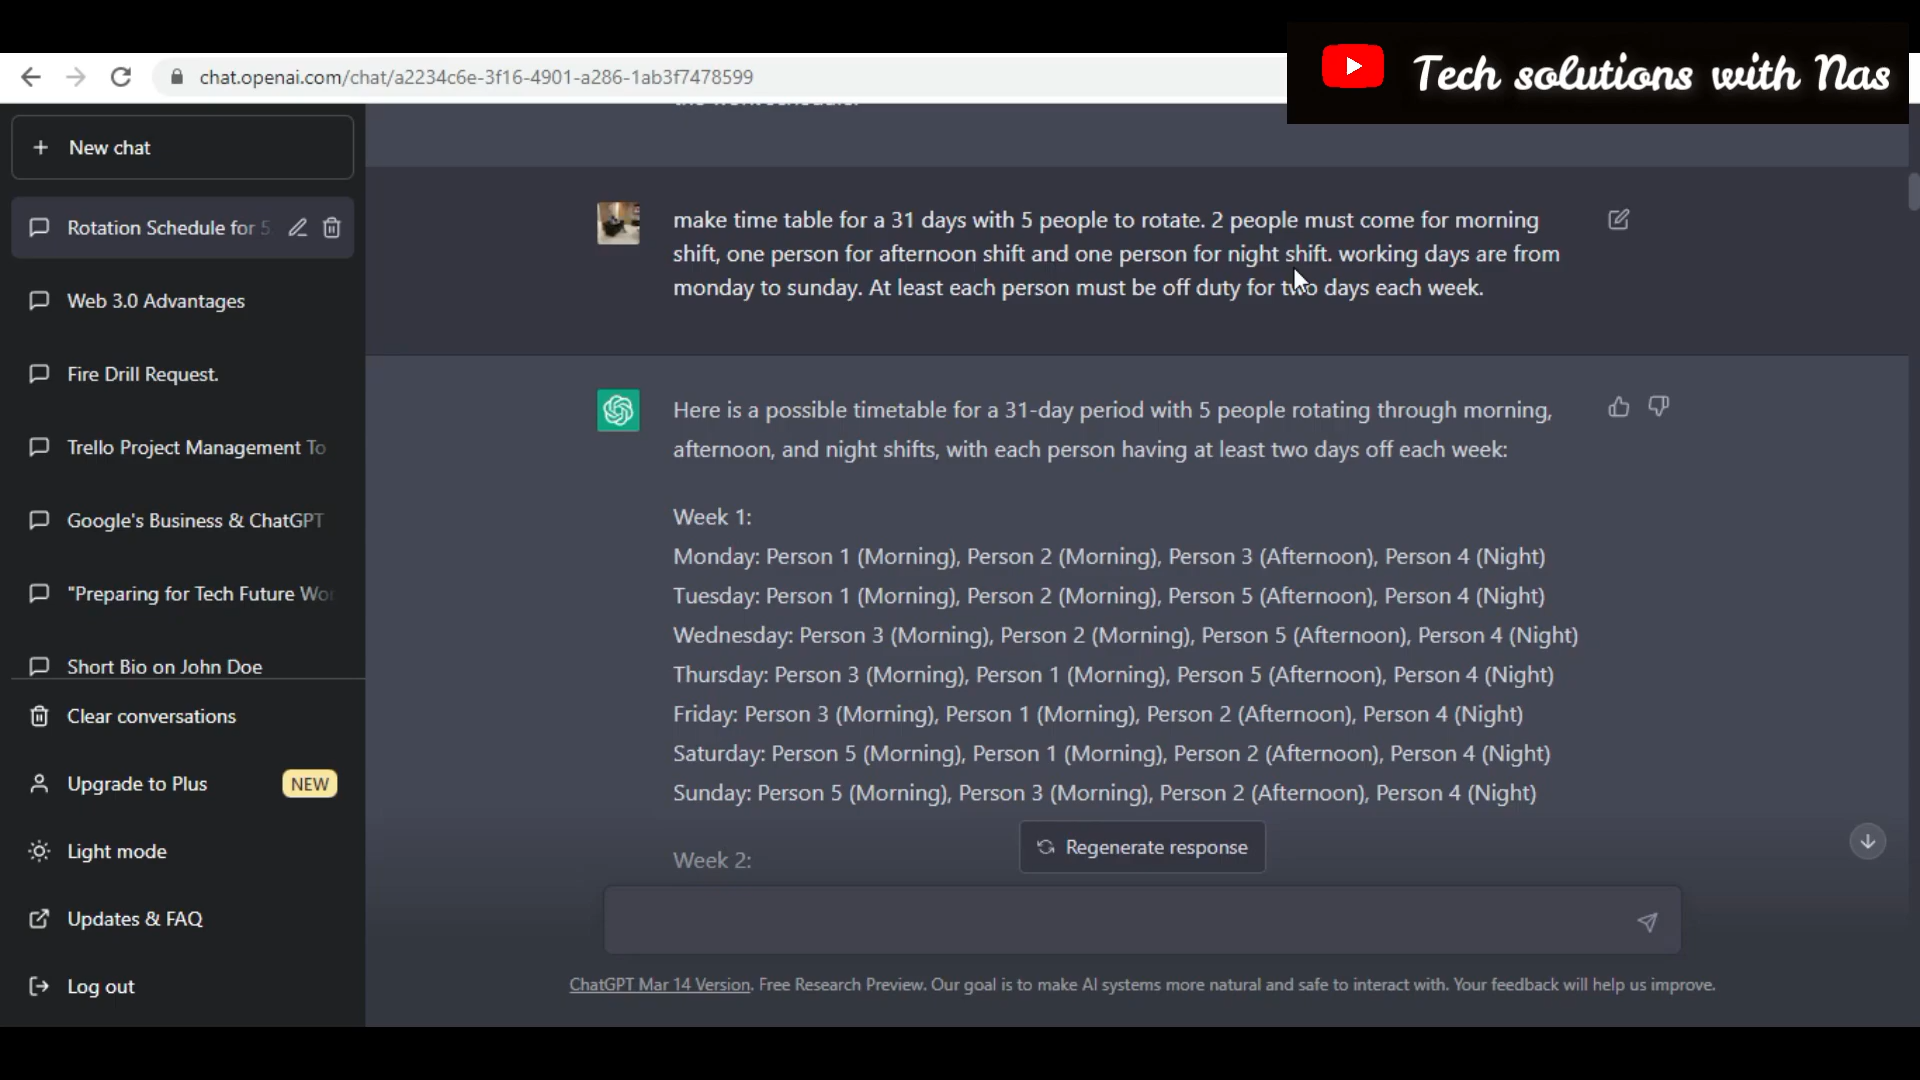 Tech solutions with Nas
chat.openai.com/chat/a2234c6e-3f16-4901-a286-1ab3f7478599
New chat
Rotation Schedule for 5
Web 3.0 Advantages
Fire Drill Request.
Trello Project Management To
Google's Business & ChatGPT
"Preparing for Tech Future Wo
Short Bio on John Doe
Clear conversations
Upgrade to Plus NEW
Light mode
Updates & FAQ
Log out
make time table for a 31 days with 5 people to rotate. 2 people must come for morning
shift, one person for afternoon shift and one person for night shift. working days are from
monday to sunday. At least each person must be off duty for two days each week.
Here is a possible timetable for a 31-day period with 5 people rotating through morning,
afternoon, and night shifts, with each person having at least two days off each week:
Week 1:
Monday: Person 1 (Morning), Person 2 (Morning), Person 3 (Afternoon), Person 4 (Night)
Tuesday: Person 1 (Morning), Person 2 (Morning), Person 5 (Afternoon), Person 4 (Night)
Wednesday: Person 3 (Morning), Person 2 (Morning), Person 5 (Afternoon), Person 4 (Night)
Thursday: Person 3 (Morning), Person 1 (Morning), Person 5 (Afternoon), Person 4 (Night)
Friday: Person 3 (Morning), Person 1 (Morning), Person 2 (Afternoon), Person 4 (Night)
Saturday: Person 5 (Morning), Person 1 (Morning), Person 2 (Afternoon), Person 4 (Night)
Sunday: Person 5 (Morning), Person 3 (Morning), Person 2 (Afternoon), Person 4 (Night)
Week 2:
Regenerate response
ChatGPT Mar 14 Version. Free Research Preview. Our goal is to make AI systems more natural and safe to interact with. Your feedback will help us improve.